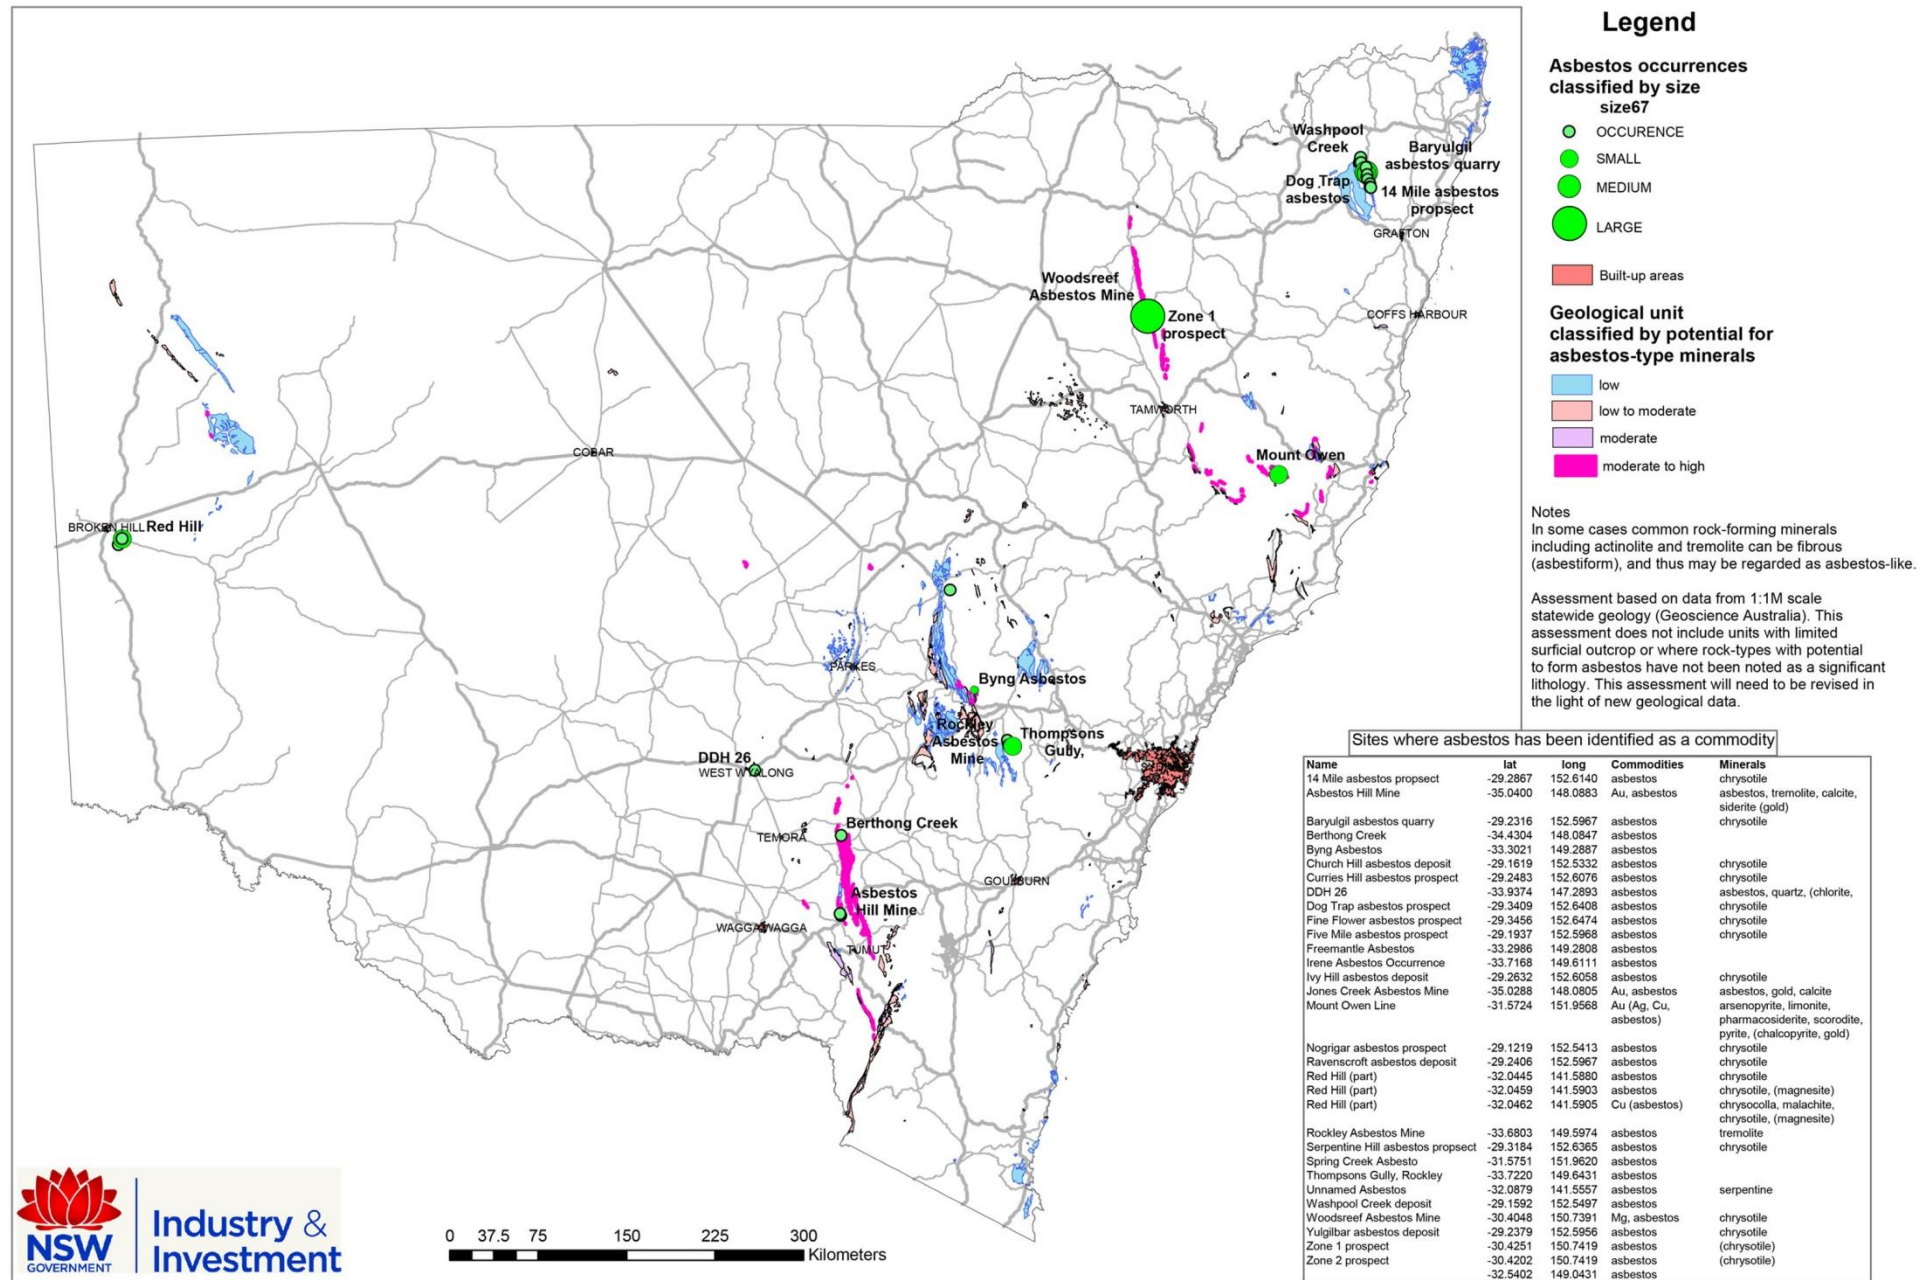 Legend
Asbestos occurrences
classified by size
size67
OCCURENCE
SMALL
MEDIUM
LARGE
Built-up areas
Geological unit
classified by potential for
asbestos-type minerals
low
low to moderate
moderate
moderate to high
Notes
In some cases common rock-forming minerals
including actinolite and tremolite can be fibrous
(asbestiform), and thus may be regarded as asbestos-like.
Assessment based on data from 1:1M scale
statewide geology (Geoscience Australia). This
assessment does not include units with limited
surficial outcrop or where rock-types with potential
to form asbestos have not been noted as a significant
lithology. This assessment will need to be revised in
the light of new geological data.
Washpool
Creek
Baryulgil
asbestos quarry
Dog Trap
asbestos
14 Mile asbestos
propsect
GRAFTON
Woodsreef
Asbestos Mine
Zone 1
prospect
COFFS HARBOUR
TAMWORTH
COBAR
Mount Owen
BROKEN HILL
Red Hill
PARKES
Byng Asbestos
Rockley
Asbestos
Mine
Thompsons
Gully,
DDH 26
WEST WYALONG
Berthong Creek
TEMORA
GOULBURN
Asbestos
Hill Mine
WAGGA WAGGA
TUMUT
Sites where asbestos has been identified as a commodity
Name lat long Commodities Minerals
14 Mile asbestos propsect -29.2867 152.6140 asbestos chrysotile
Asbestos Hill Mine -35.0400 148.0883 Au, asbestos asbestos, tremolite, calcite,
siderite (gold)
Baryulgil asbestos quarry -29.2316 152.5967 asbestos chrysotile
Berthong Creek -34.4304 148.0847 asbestos
Byng Asbestos -33.3021 149.2887 asbestos
Church Hill asbestos deposit -29.1619 152.5332 asbestos chrysotile
Curries Hill asbestos prospect -29.2483 152.6076 asbestos chrysotile
DDH 26 -33.9374 147.2893 asbestos asbestos, quartz, (chlorite,
Dog Trap asbestos prospect -29.3409 152.6408 asbestos chrysotile
Fine Flower asbestos prospect -29.3456 152.6474 asbestos chrysotile
Five Mile asbestos prospect -29.1937 152.5968 asbestos chrysotile
Freemantle Asbestos -33.2986 149.2808 asbestos
Irene Asbestos Occurrence -33.7168 149.6111 asbestos
Ivy Hill asbestos deposit -29.2632 152.6058 asbestos chrysotile
Jones Creek Asbestos Mine -35.0288 148.0805 Au, asbestos asbestos, gold, calcite
Mount Owen Line -31.5724 151.9568 Au (Ag, Cu, arsenopyrite, limonite,
asbestos) pharmacosiderite, scorodite,
pyrite, (chalcopyrite, gold)
Nogrigar asbestos prospect -29.1219 152.5413 asbestos chrysotile
Ravenscroft asbestos deposit -29.2406 152.5967 asbestos chrysotile
Red Hill (part) -32.0445 141.5880 asbestos chrysotile
Red Hill (part) -32.0459 141.5903 asbestos chrysotile, (magnesite)
Red Hill (part) -32.0462 141.5905 Cu (asbestos) chrysocolla, malachite,
chrysotile, (magnesite)
Rockley Asbestos Mine -33.6803 149.5974 asbestos tremolite
Serpentine Hill asbestos propsect -29.3184 152.6365 asbestos chrysotile
Spring Creek Asbesto -31.5751 151.9620 asbestos
Thompsons Gully, Rockley -33.7220 149.6431 asbestos
Unnamed Asbestos -32.0879 141.5557 asbestos serpentine
Washpool Creek deposit -29.1592 152.5497 asbestos
Woodsreef Asbestos Mine -30.4048 150.7391 Mg, asbestos chrysotile
Yulgilbar asbestos deposit -29.2379 152.5956 asbestos chrysotile
Zone 1 prospect -30.4251 150.7419 asbestos (chrysotile)
Zone 2 prospect -30.4202 150.7419 asbestos (chrysotile)
-32.5402 149.0431 asbestos
NSW
GOVERNMENT
Industry &
Investment
0 37.5 75 150 225 300
Kilometers